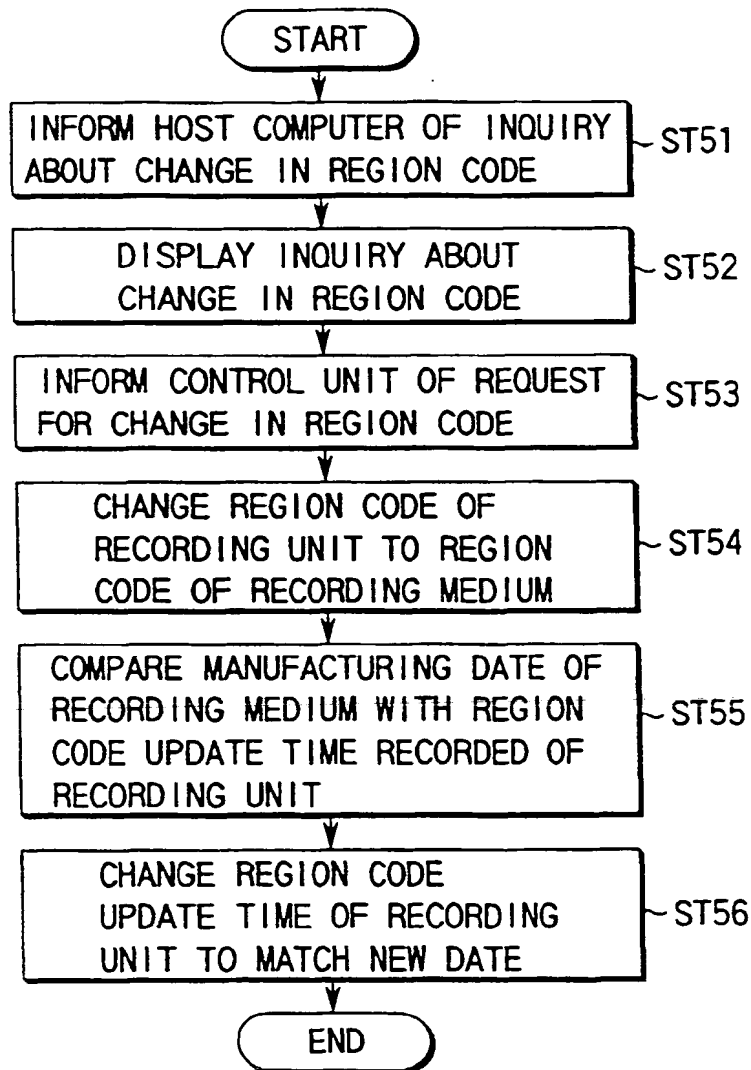 START
INFORM HOST COMPUTER OF INQUIRY
ABOUT CHANGE IN REGION CODE
ST51
DISPLAY INQUIRY ABOUT
CHANGE IN REGION CODE
ST52
INFORM CONTROL UNIT OF REQUEST
FOR CHANGE IN REGION CODE
ST53
CHANGE REGION CODE OF
RECORDING UNIT TO REGION
CODE OF RECORDING MEDIUM
ST54
COMPARE MANUFACTURING DATE OF
RECORDING MEDIUM WITH REGION
CODE UPDATE TIME RECORDED OF
RECORDING UNIT
ST55
CHANGE REGION CODE
UPDATE TIME OF RECORDING
UNIT TO MATCH NEW DATE
ST56
END